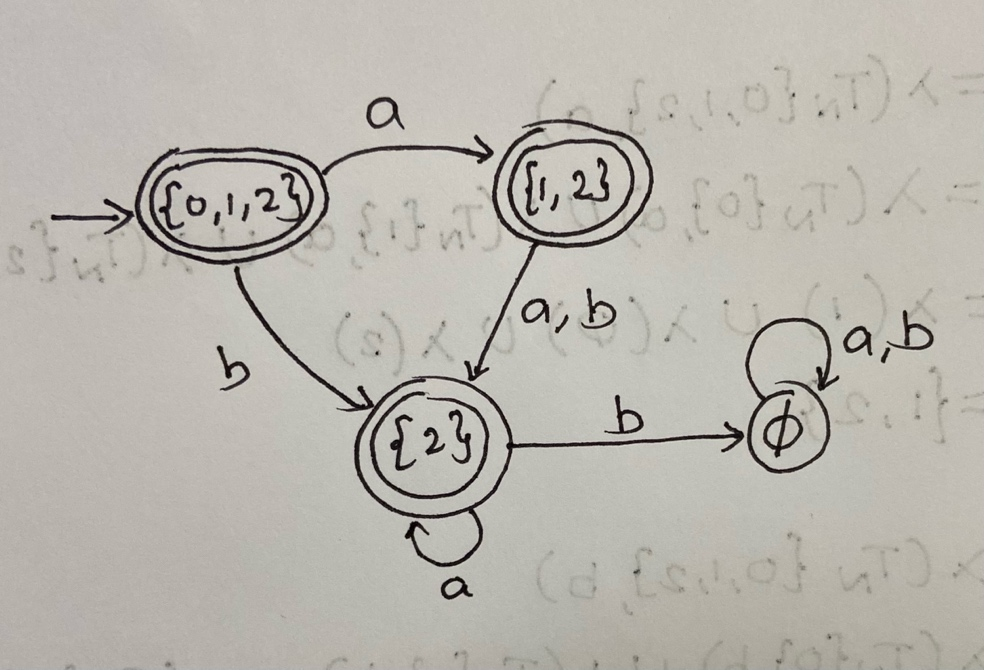 a
{0,1,2}
{1,2}
a, b
b
a, b
{2}
b
ϕ
a